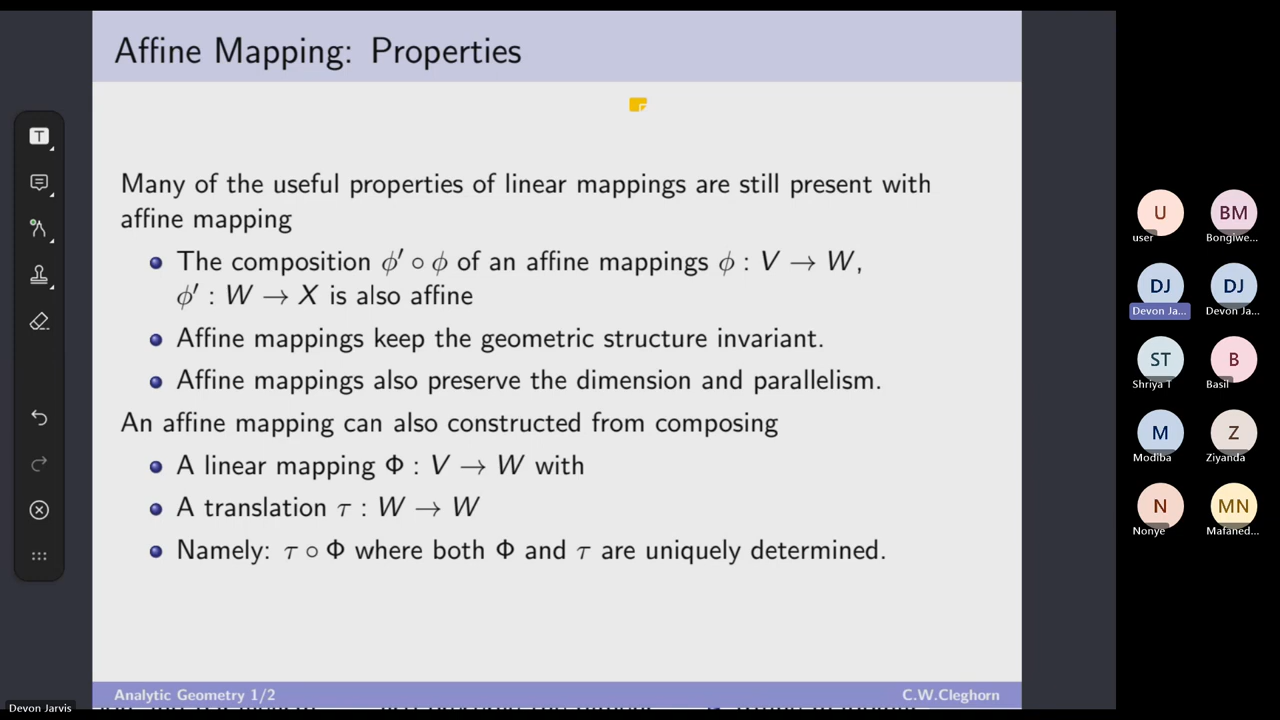 Affine Mapping: Properties
Many of the useful properties of linear mappings are still present with
affine mapping
The composition ϕ′ ∘ ϕ of an affine mappings ϕ : V → W,
ϕ′ : W → X is also affine
Affine mappings keep the geometric structure invariant.
Affine mappings also preserve the dimension and parallelism.
An affine mapping can also constructed from composing
A linear mapping Φ : V → W with
A translation τ : W → W
Namely: τ ∘ Φ where both Φ and τ are uniquely determined.
Analytic Geometry 1/2
C.W.Cleghorn
Devon Jarvis
T
U
user
BM
Bongiwe...
DJ
Devon Ja...
DJ
Devon Ja...
ST
Shriya T
B
Basil
M
Modiba
Z
Ziyanda
N
Nonye
MN
Mafaned...